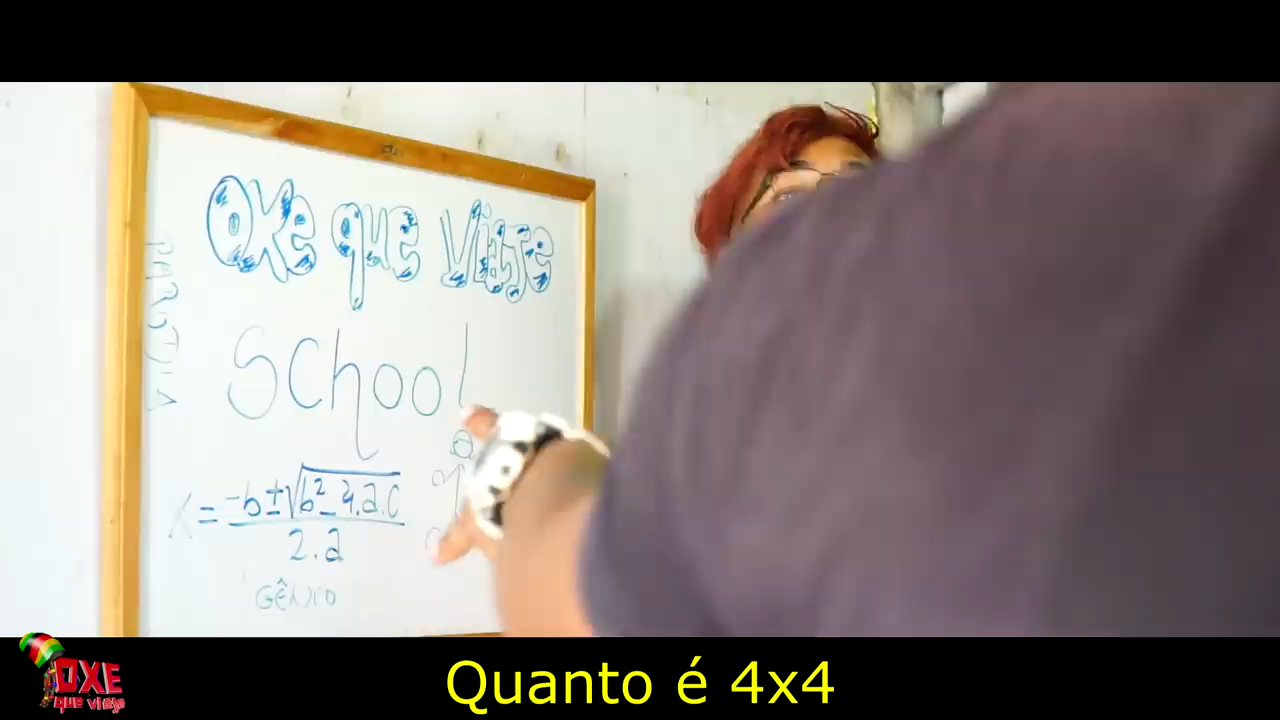 OXE que ViaJe
PARÓDIA
SCHOOL
X = -b±√b²-4.a.c
2.a
GÊNIO
OXE
que viaje
Quanto é 4x4